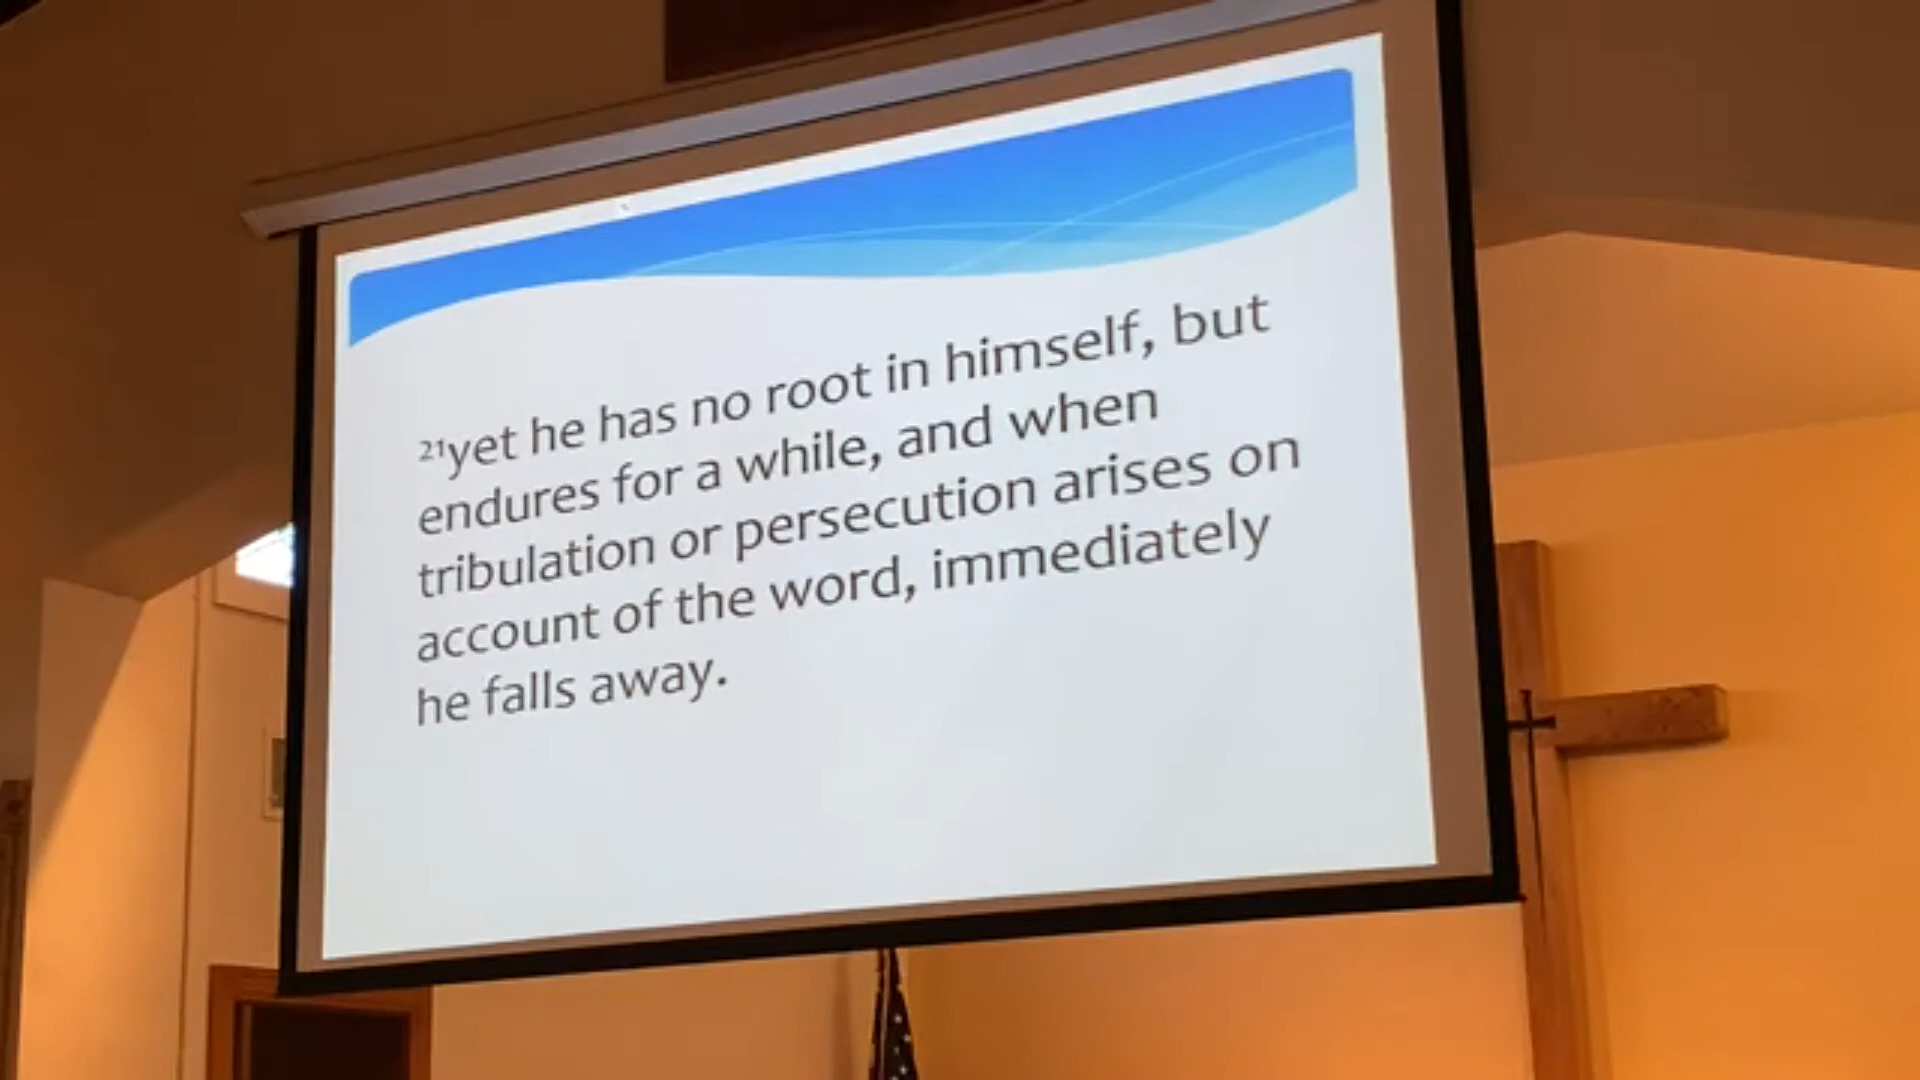 ²¹yet he has no root in himself, but
endures for a while, and when
tribulation or persecution arises on
account of the word, immediately
he falls away.